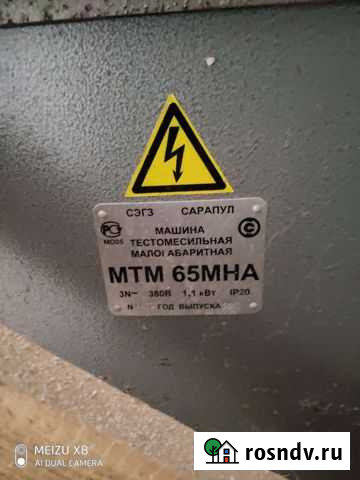 СЭГЗ САРАПУЛ
МО05
МАШИНА
ТЕСТОМЕСИЛЬНАЯ
МАЛОГАБАРИТНАЯ
МТМ 65МНА
3N~ 380В 1,1 кВт IP20
N ГОД ВЫПУСКА
MEIZU X8
AI DUAL CAMERA
rosndv.ru